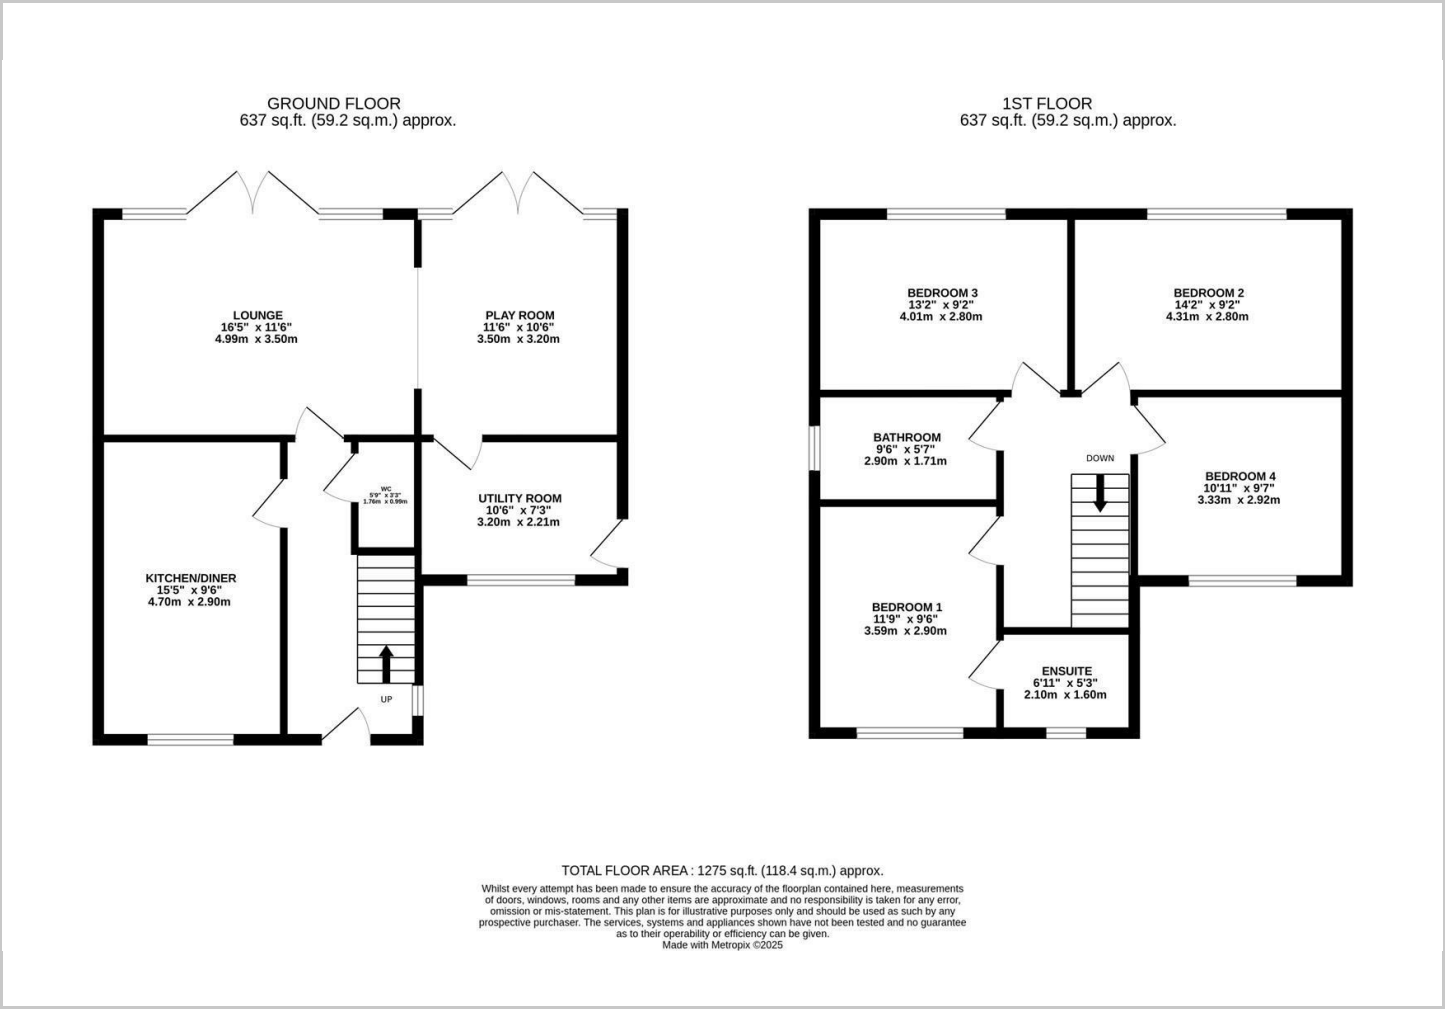 GROUND FLOOR
637 sq.ft. (59.2 sq.m.) approx.
1ST FLOOR
637 sq.ft. (59.2 sq.m.) approx.
LOUNGE
16'5" x 11'6"
4.99m x 3.50m
PLAY ROOM
11'6" x 10'6"
3.50m x 3.20m
WC
5'9" x 3'3"
1.76m x 0.99m
UTILITY ROOM
10'6" x 7'3"
3.20m x 2.21m
KITCHEN/DINER
15'5" x 9'6"
4.70m x 2.90m
UP
BEDROOM 3
13'2" x 9'2"
4.01m x 2.80m
BEDROOM 2
14'2" x 9'2"
4.31m x 2.80m
BATHROOM
9'6" x 5'7"
2.90m x 1.71m
DOWN
BEDROOM 4
10'11" x 9'7"
3.33m x 2.92m
BEDROOM 1
11'9" x 9'6"
3.59m x 2.90m
ENSUITE
6'11" x 5'3"
2.10m x 1.60m
TOTAL FLOOR AREA : 1275 sq.ft. (118.4 sq.m.) approx.
Whilst every attempt has been made to ensure the accuracy of the floorplan contained here, measurements
of doors, windows, rooms and any other items are approximate and no responsibility is taken for any error,
omission or mis-statement. This plan is for illustrative purposes only and should be used as such by any
prospective purchaser. The services, systems and appliances shown have not been tested and no guarantee
as to their operability or efficiency can be given.
Made with Metropix ©2025